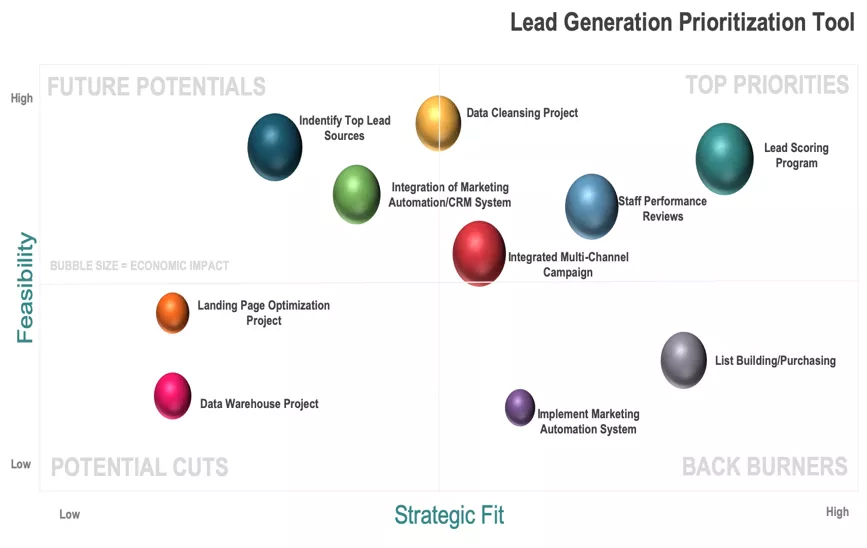 Lead Generation Prioritization Tool
FUTURE POTENTIALS
TOP PRIORITIES
High
Indentify Top Lead
Sources
Data Cleansing Project
Lead Scoring
Program
Integration of Marketing
Automation/CRM System
Staff Performance
Reviews
Integrated Multi-Channel
Campaign
BUBBLE SIZE = ECONOMIC IMPACT
Feasibility
Landing Page Optimization
Project
List Building/Purchasing
Data Warehouse Project
Implement Marketing
Automation System
Low
POTENTIAL CUTS
BACK BURNERS
Low
Strategic Fit
High